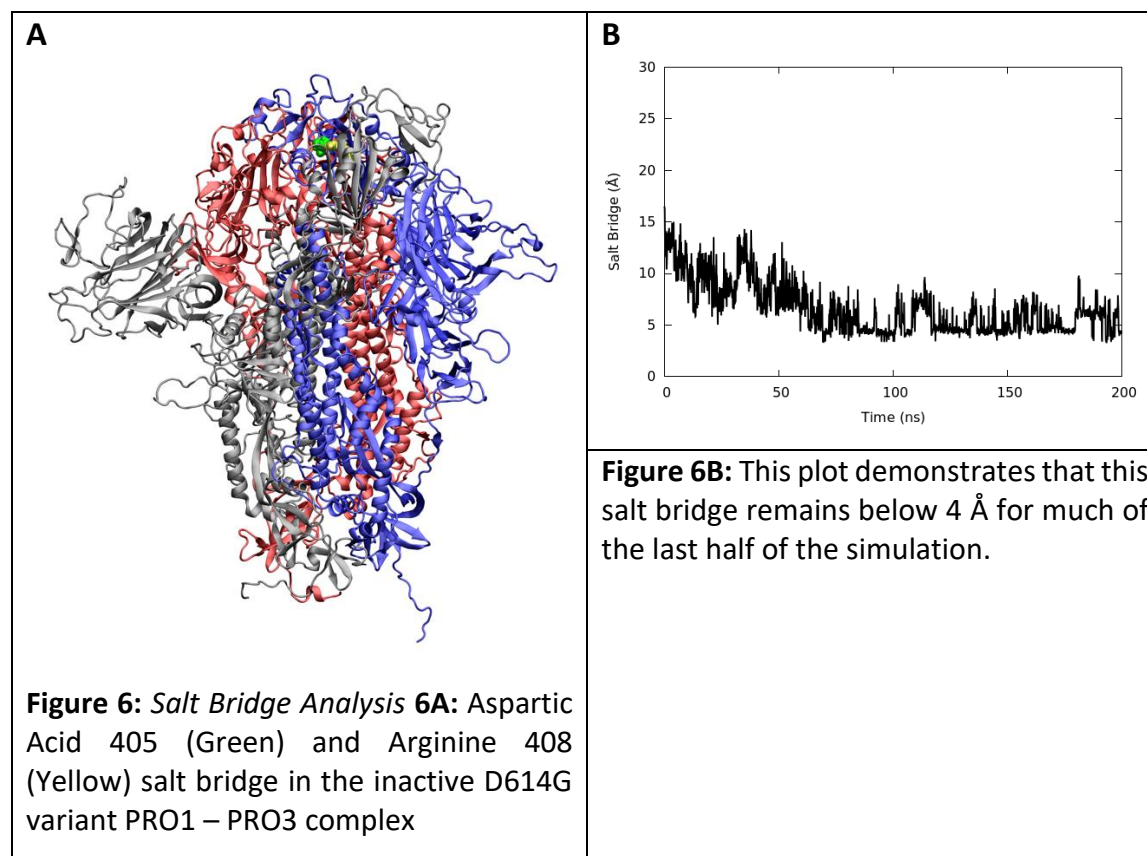 A
Figure 6: Salt Bridge Analysis 6A: Aspartic
Acid 405 (Green) and Arginine 408
(Yellow) salt bridge in the inactive D614G
variant PRO1 – PRO3 complex
B
30
25
20
15
10
5
0
Salt Bridge (Å)
0 50 100 150 200
Time (ns)
Figure 6B: This plot demonstrates that this
salt bridge remains below 4 Å for much of
the last half of the simulation.